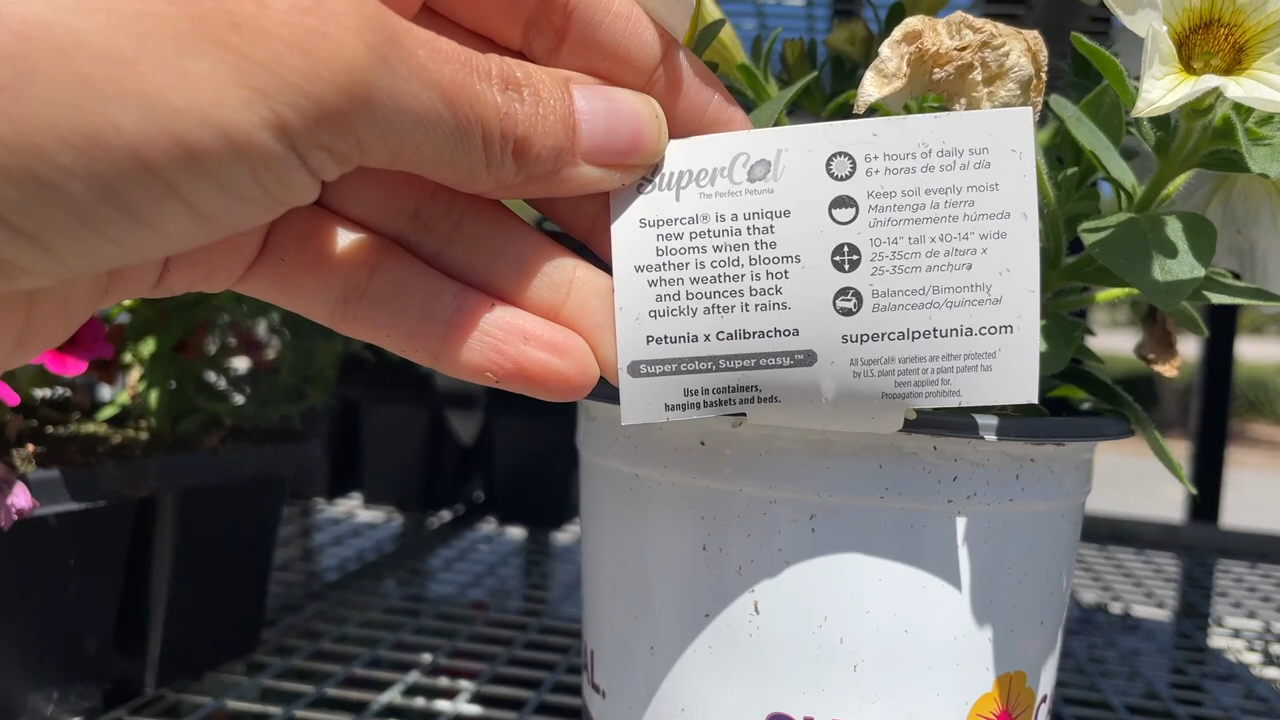 SuperCal
The Perfect Petunia
Supercal® is a unique
new petunia that
blooms when the
weather is cold, blooms
when weather is hot
and bounces back
quickly after it rains.
Petunia x Calibrachoa
Super color, Super easy.™
Use in containers,
hanging baskets and beds.
6+ hours of daily sun
6+ horas de sol al día
Keep soil evenly moist
Mantenga la tierra
uniformemente húmeda
10-14" tall x 10-14" wide
25-35cm de altura x
25-35cm anchura
Balanced/Bimonthly
Balanceado/quincenal
supercalpetunia.com
All SuperCal® varieties are either protected
by U.S. plant patent or a plant patent has
been applied for.
Propagation prohibited.
AL.